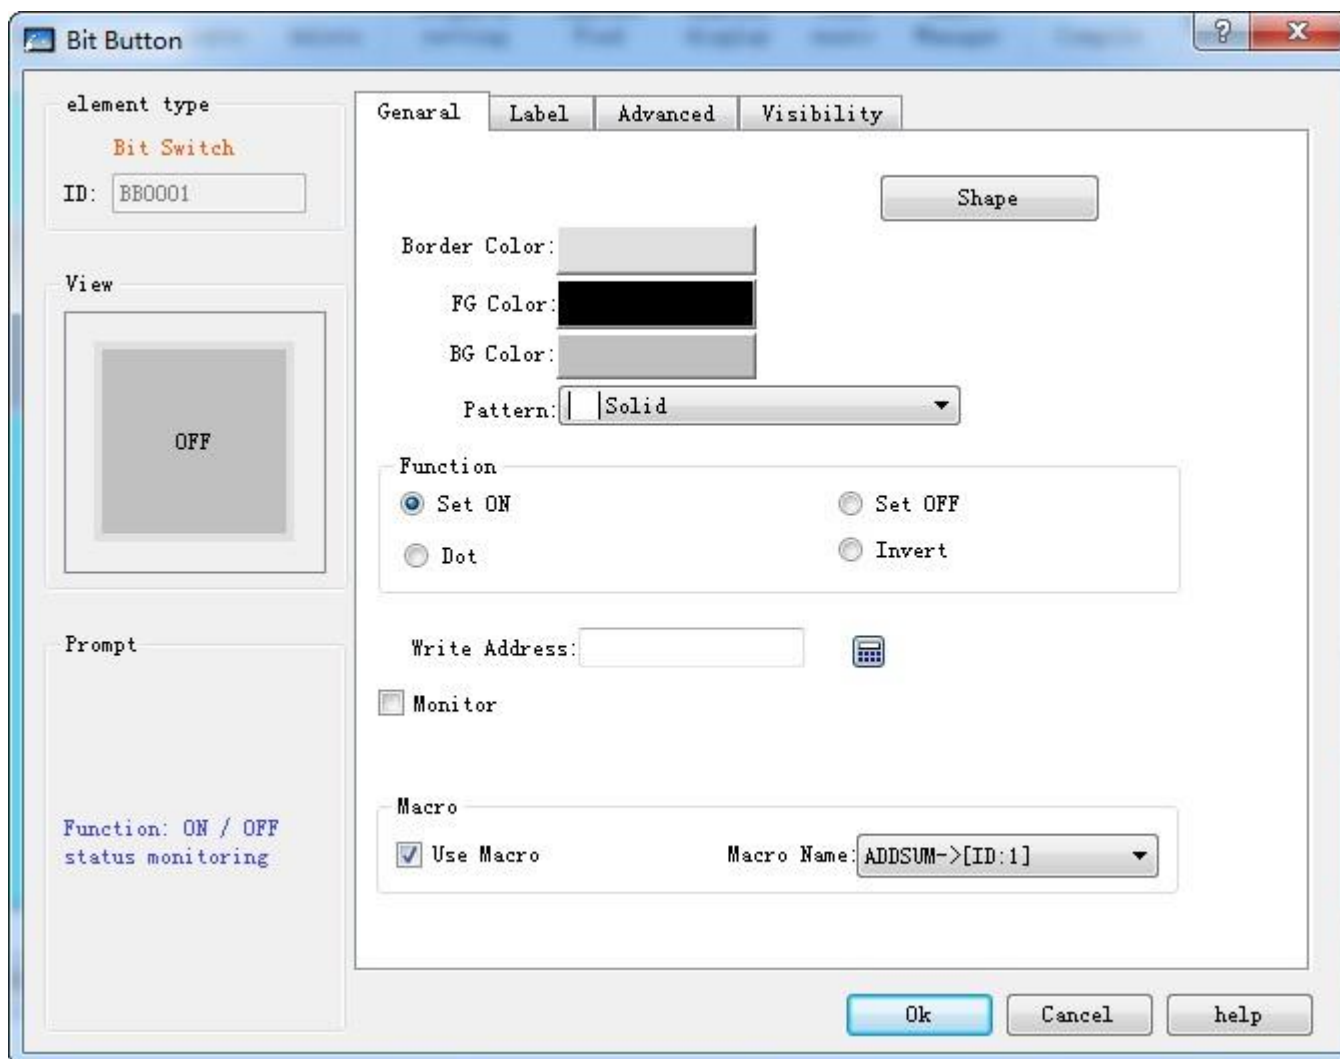 Bit Button
?
X
element type
Bit Switch
ID: BB0001
View
OFF
Prompt
Function: ON / OFF
status monitoring
Genaral Label Advanced Visibility
Shape
Border Color:
FG Color:
BG Color:
Pattern: Solid
Function
Set ON Set OFF
Dot Invert
Write Address:
Monitor
Macro
Use Macro Macro Name: ADDSUM->[ID:1]
Ok Cancel help